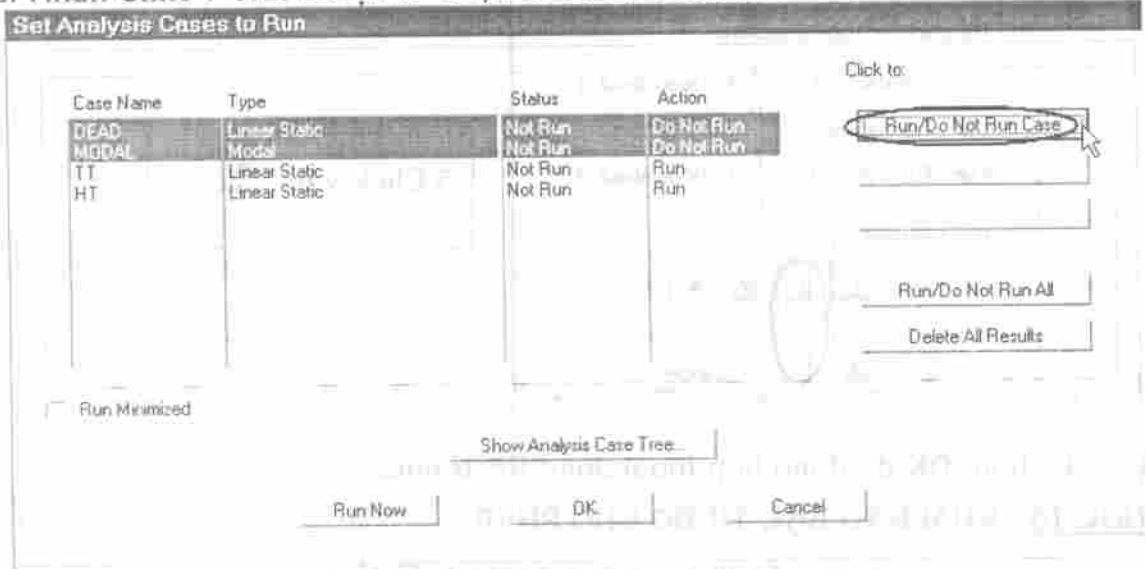 Set Analysis Cases to Run
Click to:
Case Name Type Status Action
DEAD Linear Static Not Run Do Not Run
MODAL Modal Not Run Do Not Run
TT Linear Static Not Run Run
HT Linear Static Not Run Run
Run/Do Not Run Case
Run/Do Not Run All
Delete All Results
Run Minimized
Show Analysis Case Tree...
Run Now OK Cancel